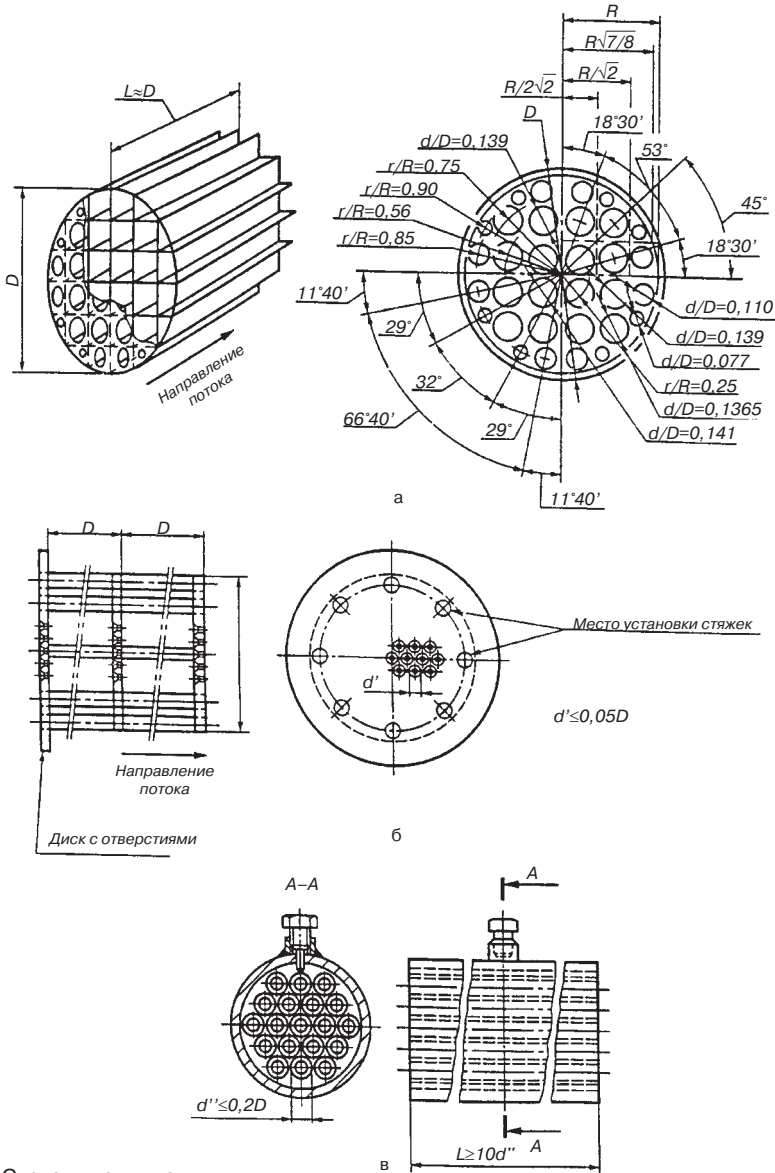 R
R√7/8
R/√2
R/2√2
L≈D
D
18°30'
d/D=0,139
53°
r/R=0,75
r/R=0,90
45°
r/R=0,56
r/R=0,85
18°30'
D
11°40'
d/D=0,110
29°
d/D=0,139
d/D=0,077
Направление
потока
32°
r/R=0,25
66°40'
d/D=0,1365
29°
d/D=0,141
11°40'
а
D
D
Место установки стяжек
d'
d'≤0,05D
Направление
потока
Диск с отверстиями
б
А–А
А
d''≤0,2D
А
L≥10d''
в